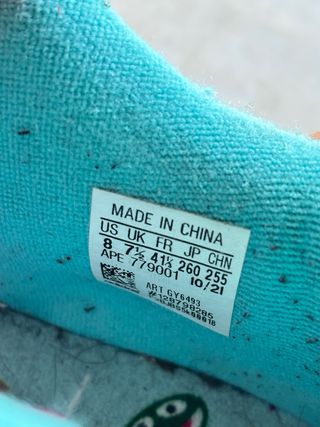 MADE IN CHINA
US UK FR JP CHN
8 7½ 41⅓ 260 255
APE 779001 10/21
ART GY6493
#128798285